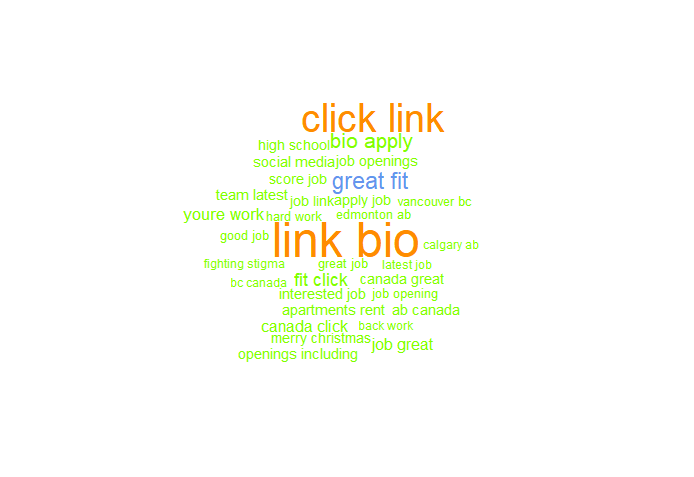 click link
high school bio apply
social media job openings
score job great fit
team latest job link apply job vancouver bc
youre work hard work edmonton ab
good job link bio calgary ab
fighting stigma great job latest job
bc canada fit click canada great
interested job job opening
apartments rent ab canada
canada click back work
merry christmas job great
openings including